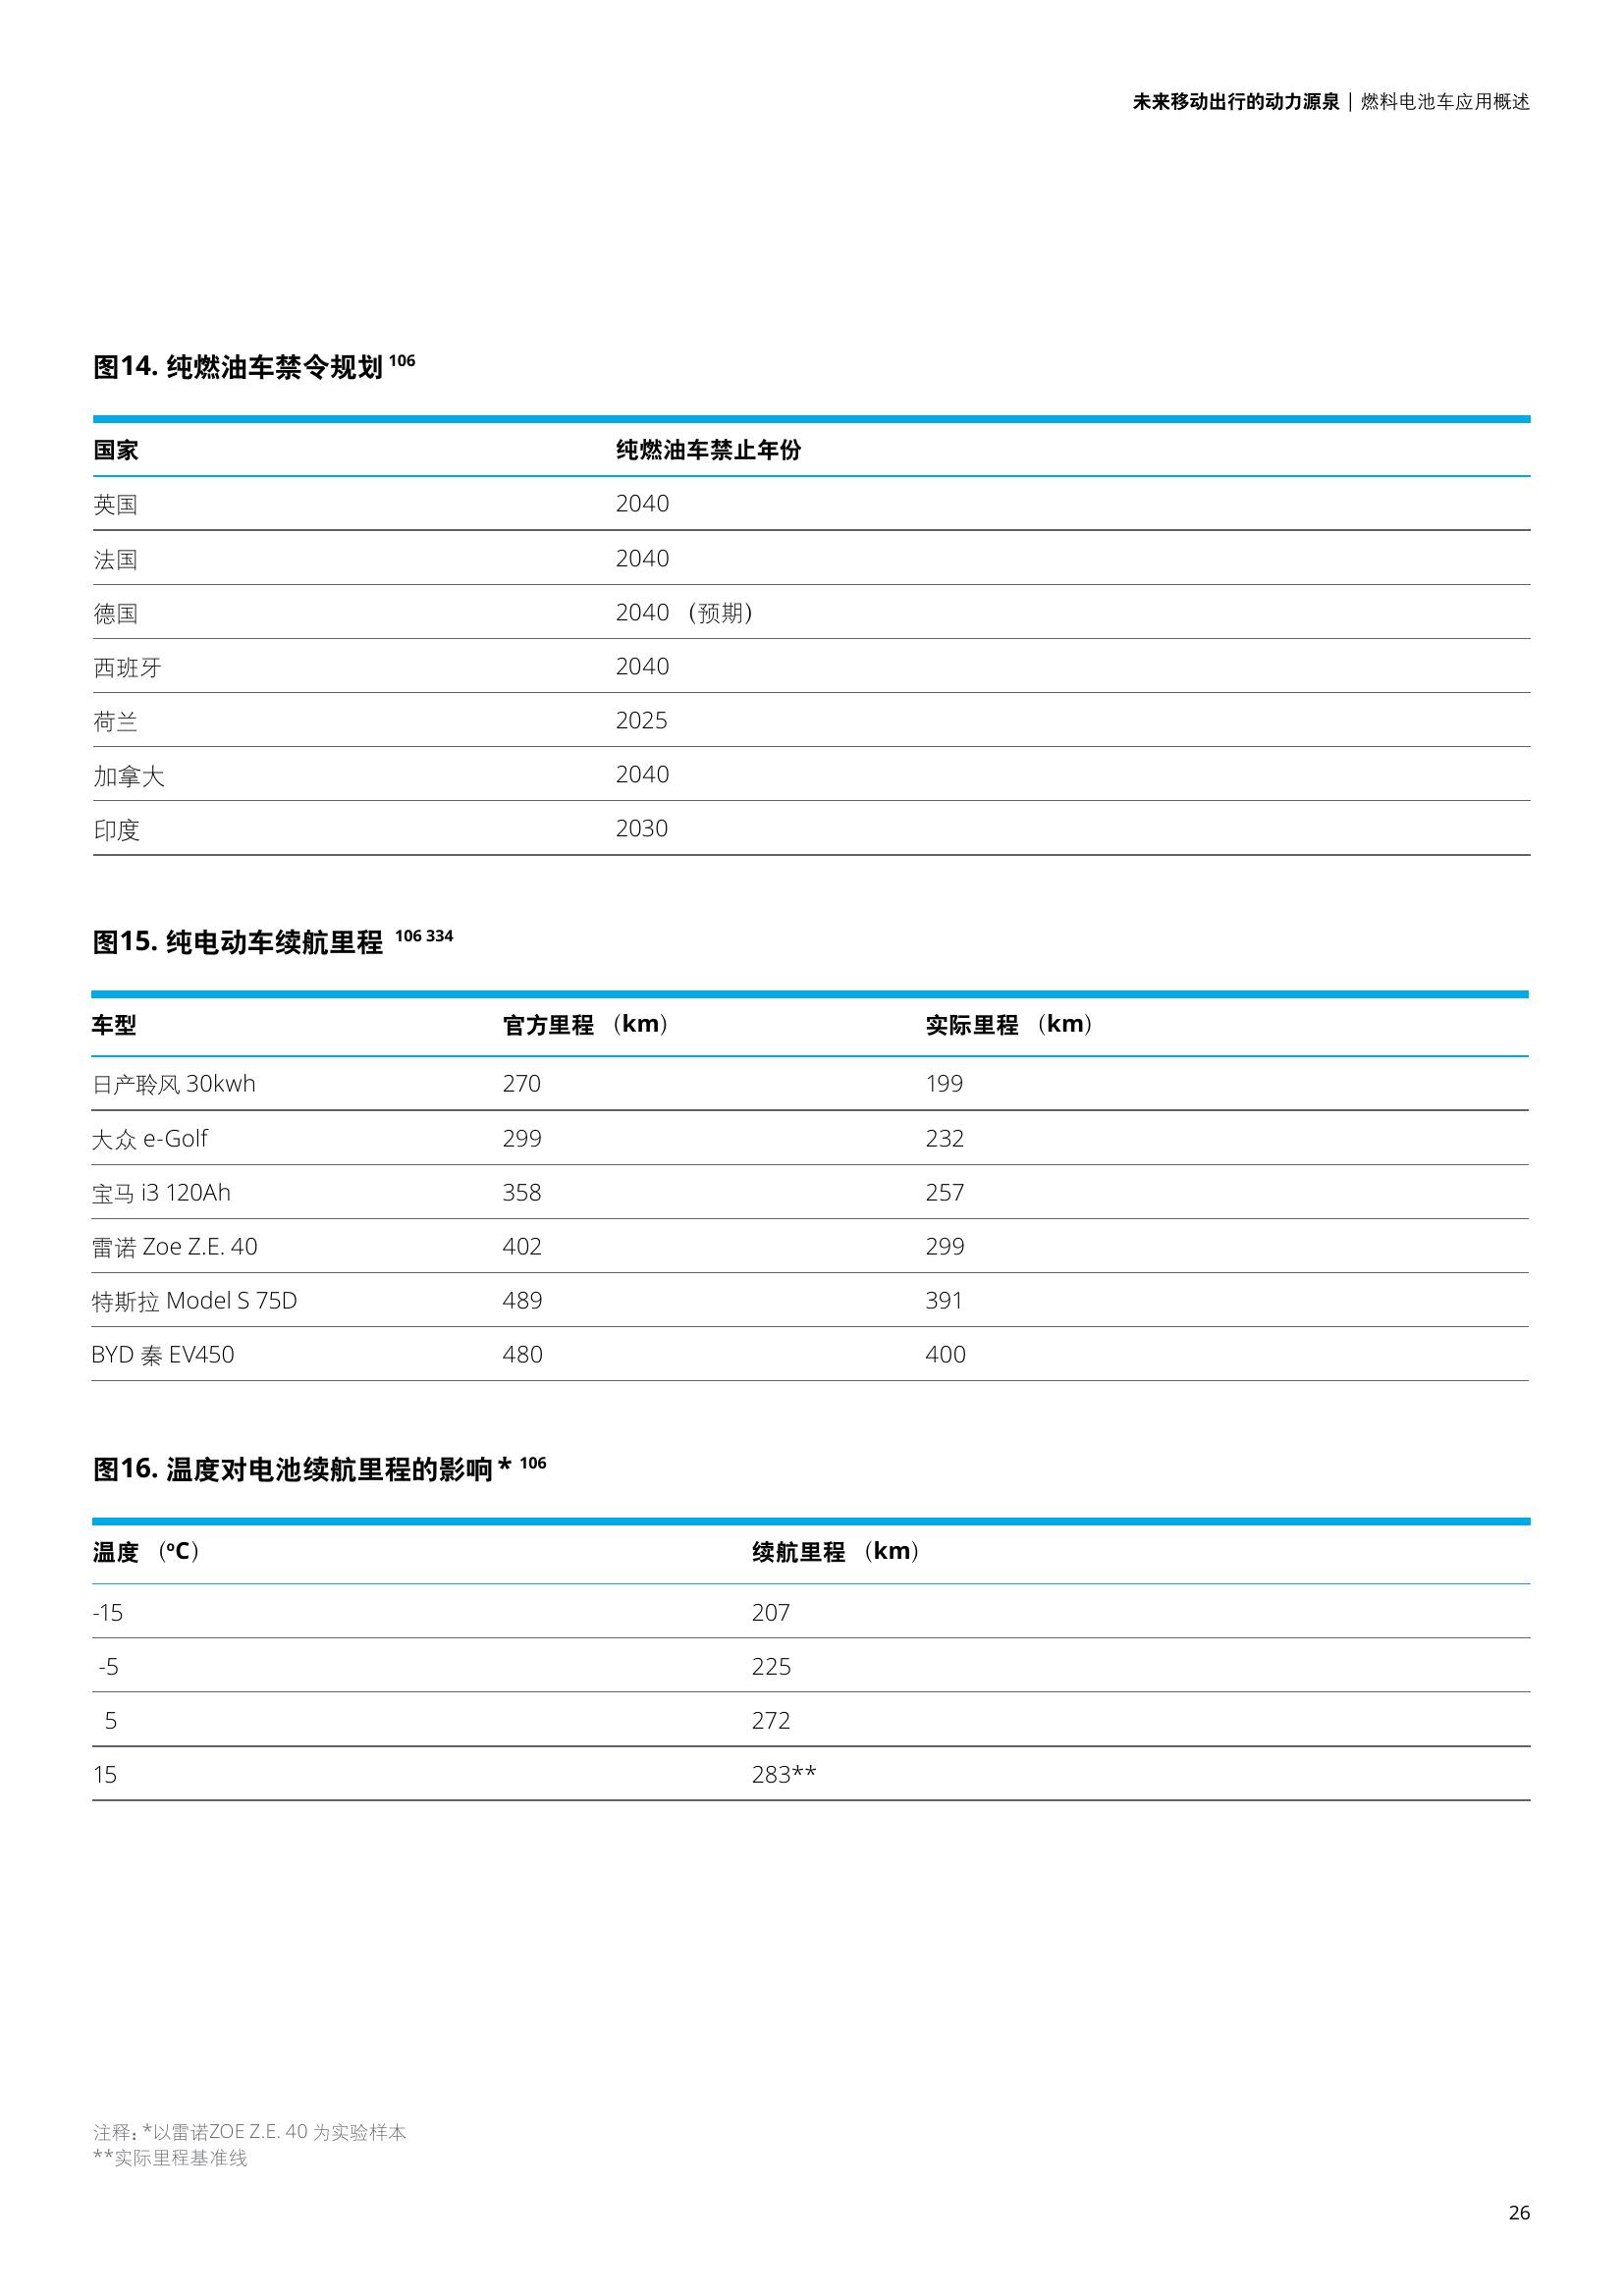 未来移动出行的动力源泉 | 燃料电池车应用概述
图14. 纯燃油车禁令规划 106
国家 纯燃油车禁止年份
英国 2040
法国 2040
德国 2040 （预期）
西班牙 2040
荷兰 2025
加拿大 2040
印度 2030
图15. 纯电动车续航里程 106 334
车型 官方里程 （km） 实际里程 （km）
日产聆风 30kwh 270 199
大众 e-Golf 299 232
宝马 i3 120Ah 358 257
雷诺 Zoe Z.E. 40 402 299
特斯拉 Model S 75D 489 391
BYD 秦 EV450 480 400
图16. 温度对电池续航里程的影响* 106
温度 （ºC） 续航里程 （km）
-15 207
-5 225
5 272
15 283**
注释：*以雷诺ZOE Z.E. 40 为实验样本
**实际里程基准线
26